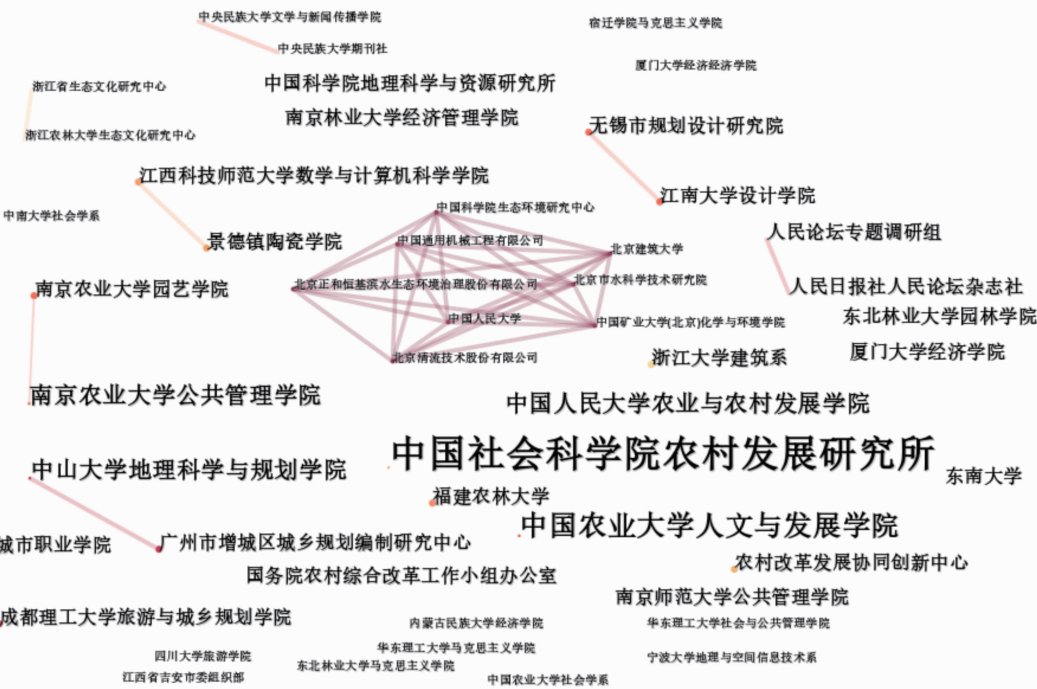 中央民族大学文学与新闻传播学院
宿迁学院马克思主义学院
中央民族大学期刊社
厦门大学经济经济学院
中国科学院地理科学与资源研究所
浙江省生态文化研究中心
南京林业大学经济管理学院
无锡市规划设计研究院
浙江农林大学生态文化研究中心
江西科技师范大学数学与计算机科学学院
江南大学设计学院
中国科学院生态环境研究中心
中南大学社会学系
人民论坛专题调研组
景德镇陶瓷学院
中国通用机械工程有限公司
北京建筑大学
北京市水科学技术研究院
北京正和恒基滨水生态环境治理股份有限公司
人民日报社人民论坛杂志社
南京农业大学园艺学院
东北林业大学园林学院
中国人民大学
中国矿业大学(北京)化学与环境学院
厦门大学经济学院
北京清流技术股份有限公司
浙江大学建筑系
南京农业大学公共管理学院
中国人民大学农业与农村发展学院
中国社会科学院农村发展研究所
中山大学地理科学与规划学院
东南大学
福建农林大学
中国农业大学人文与发展学院
城市职业学院
广州市增城区城乡规划编制研究中心
农村改革发展协同创新中心
国务院农村综合改革工作小组办公室
南京师范大学公共管理学院
成都理工大学旅游与城乡规划学院
内蒙古民族大学经济学院
华东理工大学社会与公共管理学院
华东理工大学马克思主义学院
四川大学旅游学院
宁波大学地理与空间信息技术系
东北林业大学马克思主义学院
江西省吉安市委组织部
中国农业大学社会学系